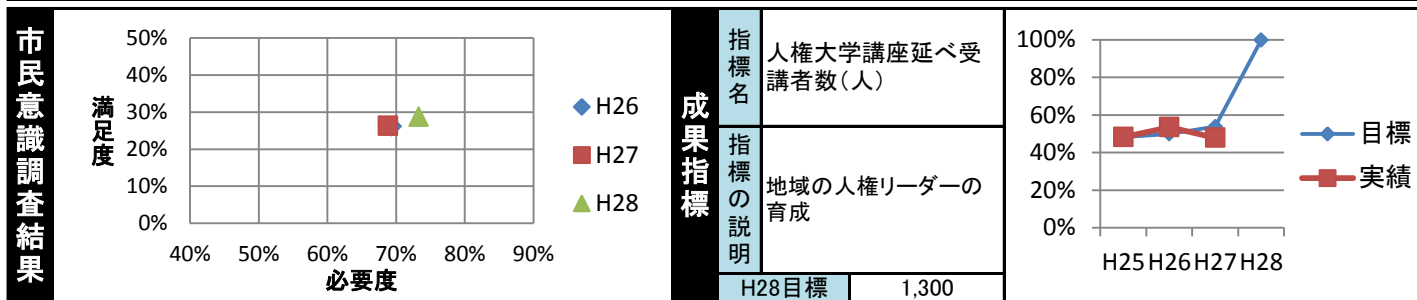 市民意識調査結果
50%
40%
30%
20%
10%
0%
満足度
40% 50% 60% 70% 80% 90%
必要度
H26
H27
H28
成果指標
指標名
人権大学講座延べ受
講者数(人)
指標の説明
地域の人権リーダーの
育成
H28目標
1,300
100%
80%
60%
40%
20%
0%
H25 H26 H27 H28
目標
実績